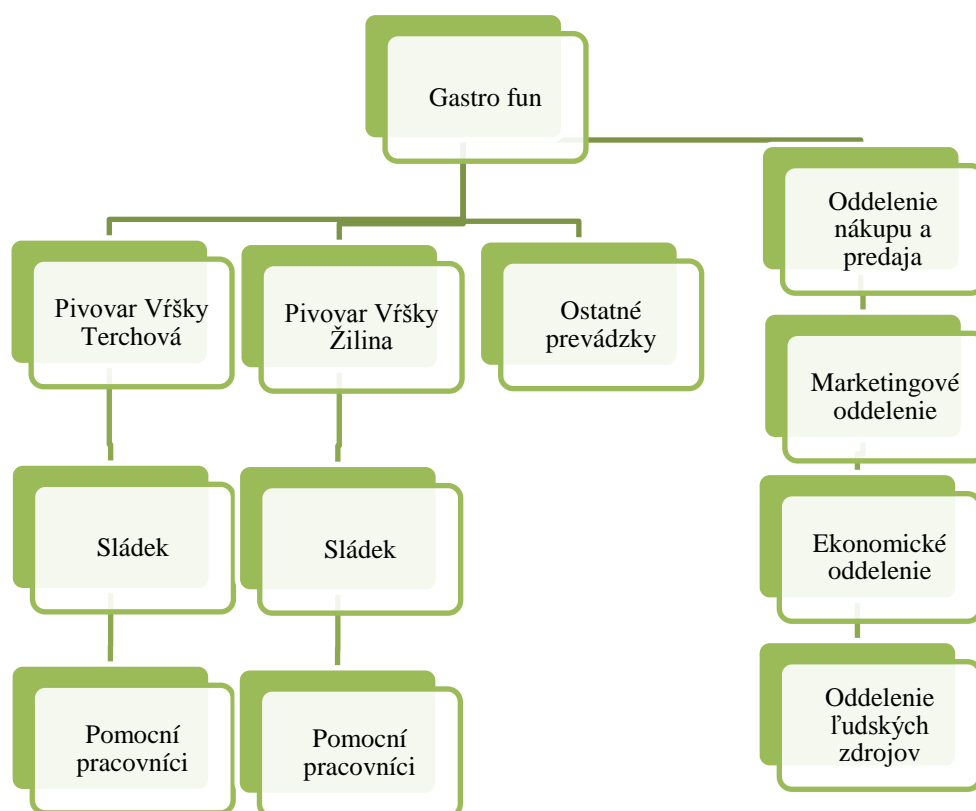 Gastro fun
Oddelenie
nákupu a
predaja
Pivovar Vŕšky
Terchová
Pivovar Vŕšky
Žilina
Ostatné
prevádzky
Marketingové
oddelenie
Sládek
Sládek
Ekonomické
oddelenie
Pomocní
pracovníci
Pomocní
pracovníci
Oddelenie
ľudských
zdrojov